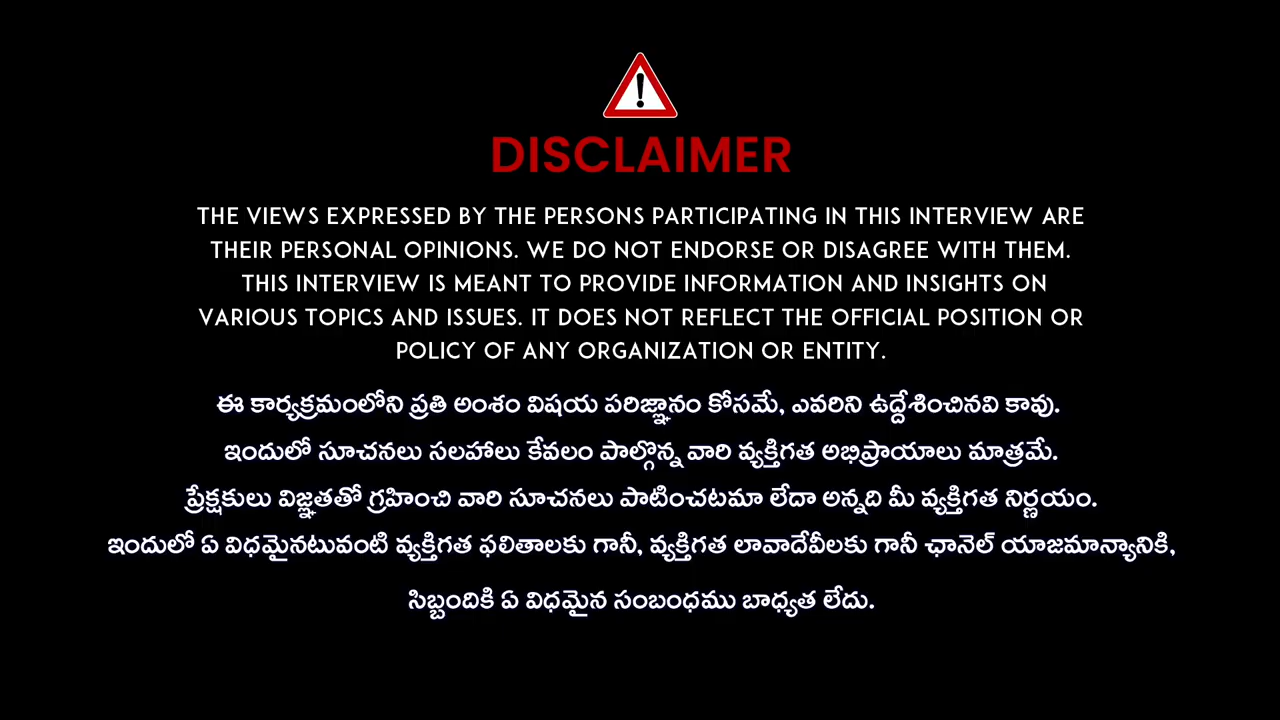 DISCLAIMER
THE VIEWS EXPRESSED BY THE PERSONS PARTICIPATING IN THIS INTERVIEW ARE
THEIR PERSONAL OPINIONS. WE DO NOT ENDORSE OR DISAGREE WITH THEM.
THIS INTERVIEW IS MEANT TO PROVIDE INFORMATION AND INSIGHTS ON
VARIOUS TOPICS AND ISSUES. IT DOES NOT REFLECT THE OFFICIAL POSITION OR
POLICY OF ANY ORGANIZATION OR ENTITY.
ఈ కార్యక్రమంలోని ప్రతి అంశం విషయ పరిజ్ఞానం కోసమే, ఎవరిని ఉద్దేశించినవి కావు.
ఇందులో సూచనలు సలహాలు కేవలం పాల్గొన్న వారి వ్యక్తిగత అభిప్రాయాలు మాత్రమే.
ప్రేక్షకులు విజ్ఞతతో గ్రహించి వారి సూచనలు పాటించటమా లేదా అన్నది మీ వ్యక్తిగత నిర్ణయం.
ఇందులో ఏ విధమైనటువంటి వ్యక్తిగత ఫలితాలకు గానీ, వ్యక్తిగత లావాదేవీలకు గానీ ఛానెల్ యాజమాన్యానికి,
సిబ్బందికి ఏ విధమైన సంబంధము బాధ్యత లేదు.